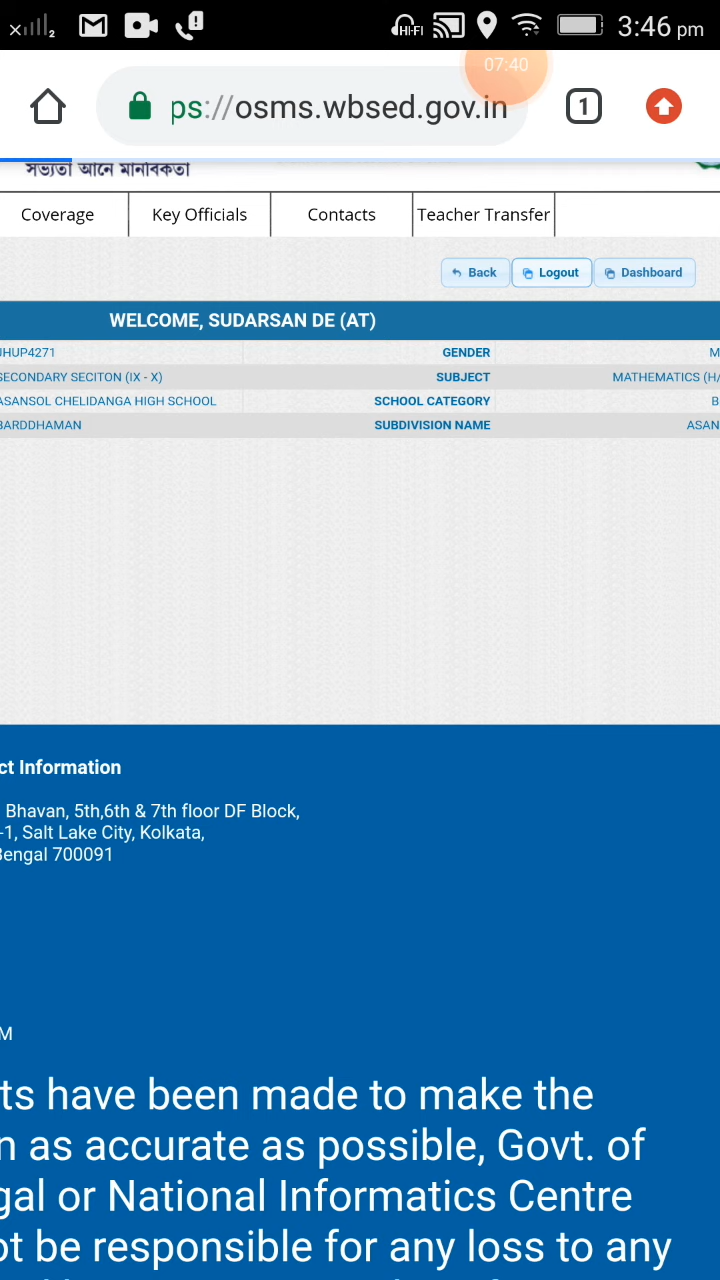 3:46 pm
07:40
ps://osms.wbsed.gov.in
1
সভ্যতা আনে মানবিকতা
Coverage Key Officials Contacts Teacher Transfer
Back Logout Dashboard
WELCOME, SUDARSAN DE (AT)
HUP4271 GENDER M
SECONDARY SECITON (IX - X) SUBJECT MATHEMATICS (H/
ASANSOL CHELIDANGA HIGH SCHOOL SCHOOL CATEGORY B
BARDDHAMAN SUBDIVISION NAME ASAN
ct Information
Bhavan, 5th,6th & 7th floor DF Block,
-1, Salt Lake City, Kolkata,
Bengal 700091
M
ts have been made to make the
n as accurate as possible, Govt. of
gal or National Informatics Centre
ot be responsible for any loss to any